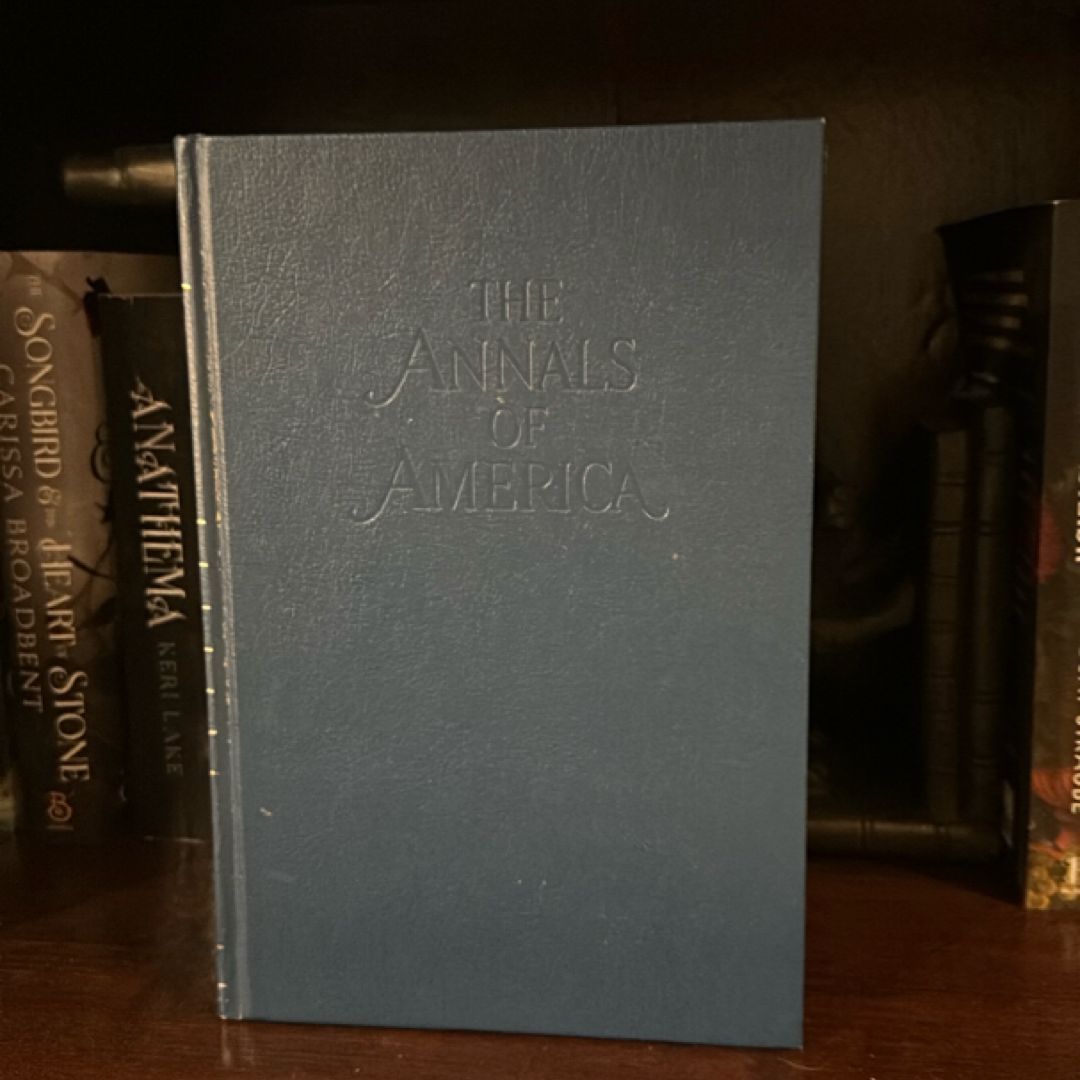 THE
ANNALS
OF
AMERICA
THE
SONGBIRD & THE HEART OF STONE
CARISSA BROADBENT
ANATHEMA
KERI LAKE